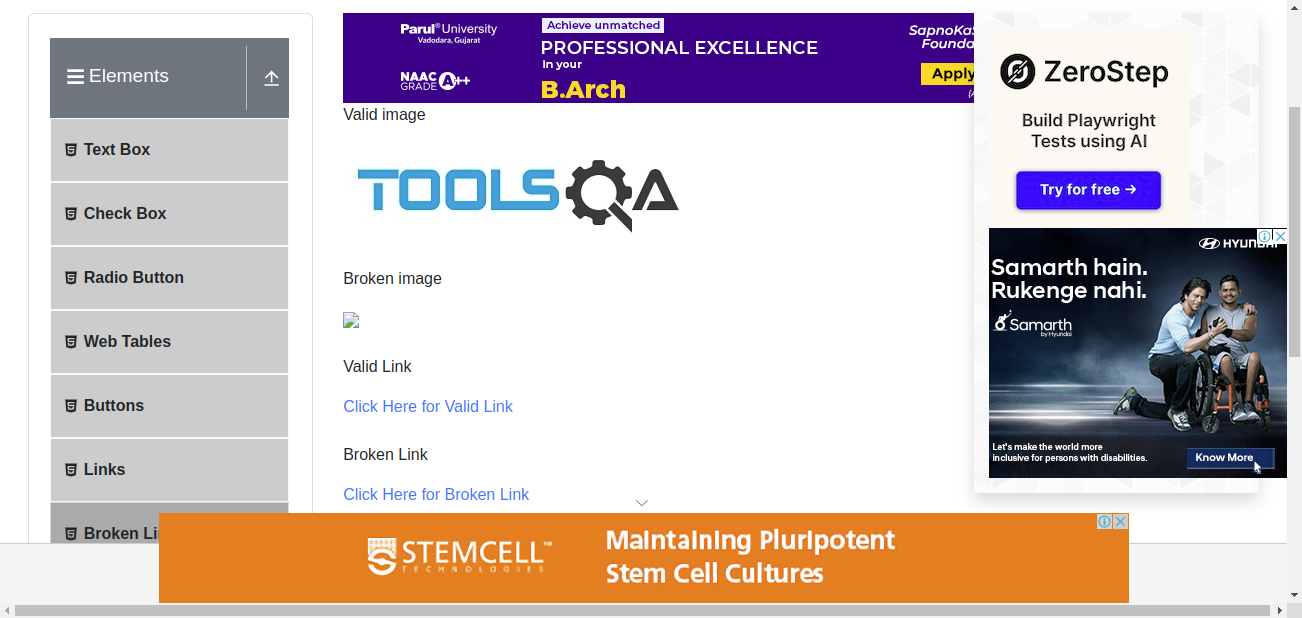 Elements
Text Box
Check Box
Radio Button
Web Tables
Buttons
Links
Parul® University
Vadodara, Gujarat
NAAC
GRADE A++
Achieve unmatched
PROFESSIONAL EXCELLENCE
in your
B.Arch
Apply
Valid image
TOOLSQA
Broken image
Valid Link
Click Here for Valid Link
Broken Link
Click Here for Broken Link
ZeroStep
Build Playwright
Tests using AI
Try for free →
HYUNDAI
Samarth hain.
Rukenge nahi.
Samarth
by Hyundai
Let's make the world more
inclusive for persons with disabilities.
Know More
Broken
STEMCELL™
TECHNOLOGIES
Maintaining Pluripotent
Stem Cell Cultures